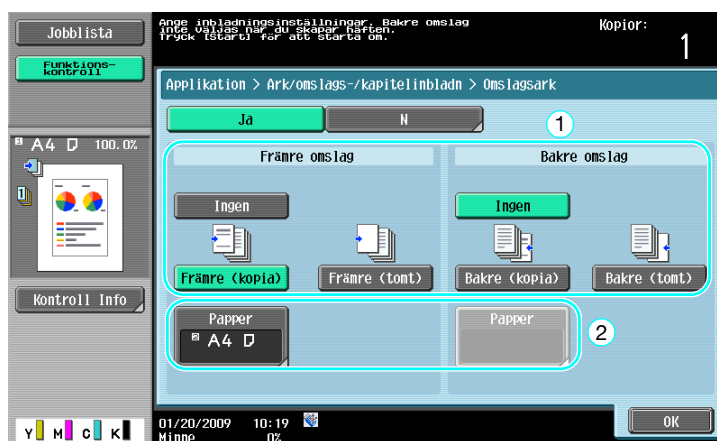 Jobblista
Funktions-
kontroll
Ange inbladningsinställningar. Bakre omslag
inte väljas när du skapar häften.
Tryck [Start] för att starta om.
Kopior:
1
Applikation > Ark/omslags-/kapitelinbladn > Omslagsark
Ja
N
1
A4 100.0%
1
Främre omslag
Bakre omslag
Ingen
Ingen
Främre (kopia)
Främre (tomt)
Bakre (kopia)
Bakre (tomt)
Kontroll Info
Papper
A4
Papper
2
Y M C K
01/20/2009 10:19
Minne 0%
OK